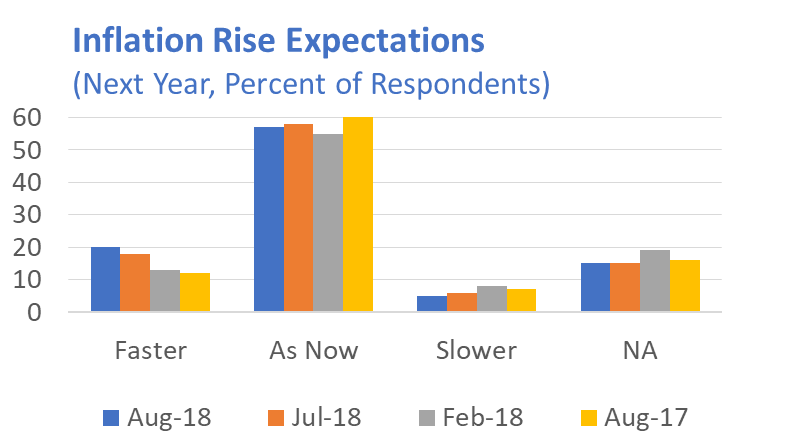 Inflation Rise Expectations
(Next Year, Percent of Respondents)
60
50
40
30
20
10
0
Faster As Now Slower NA
Aug-18 Jul-18 Feb-18 Aug-17